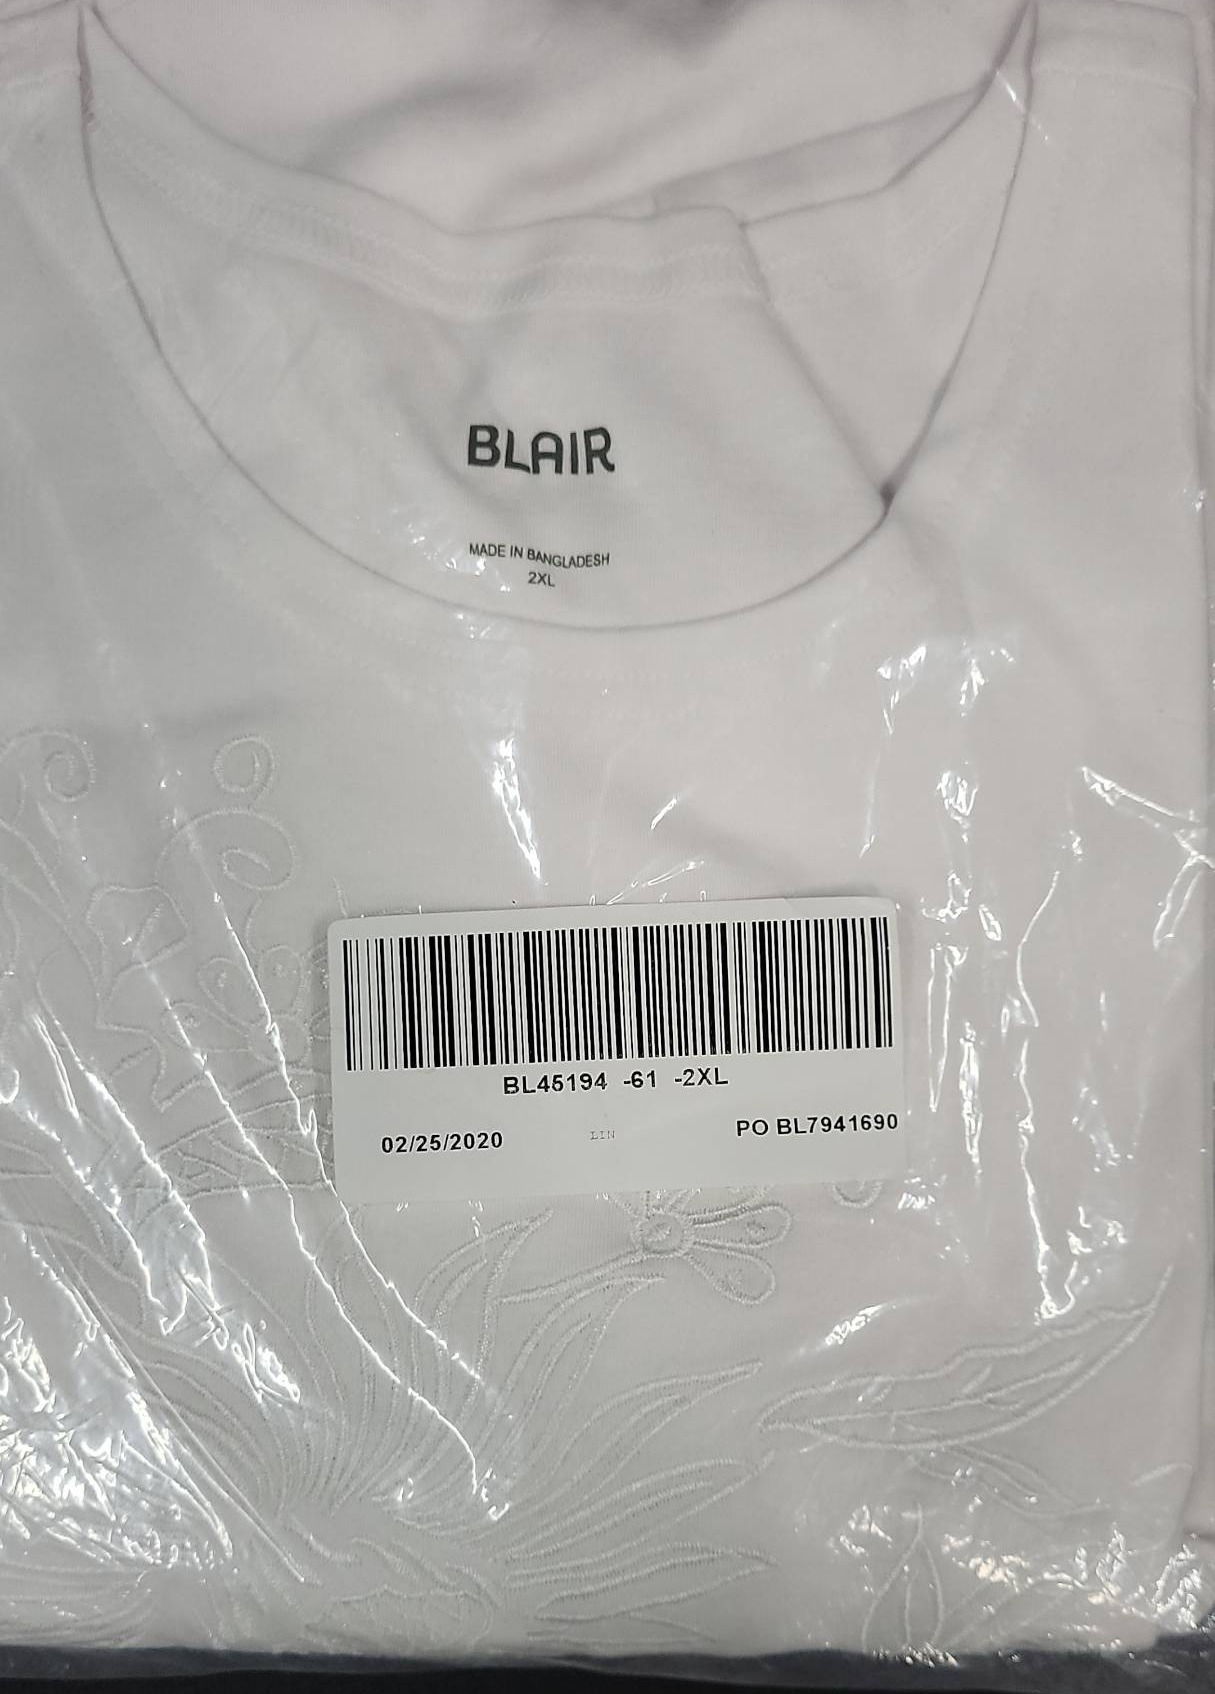 BLAIR
MADE IN BANGLADESH
2XL
BL45194 -61 -2XL
02/25/2020 LIN PO BL7941690